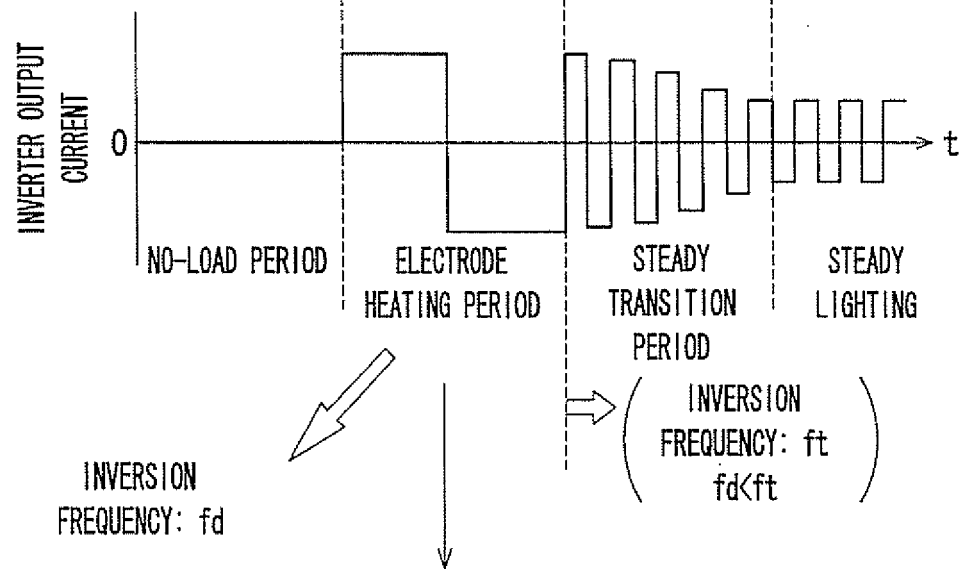 INVERTER OUTPUT
CURRENT
0
t
NO-LOAD PERIOD
ELECTRODE
HEATING PERIOD
STEADY
TRANSITION
PERIOD
STEADY
LIGHTING
INVERSION
FREQUENCY: fd
INVERSION
FREQUENCY: ft
fd<ft